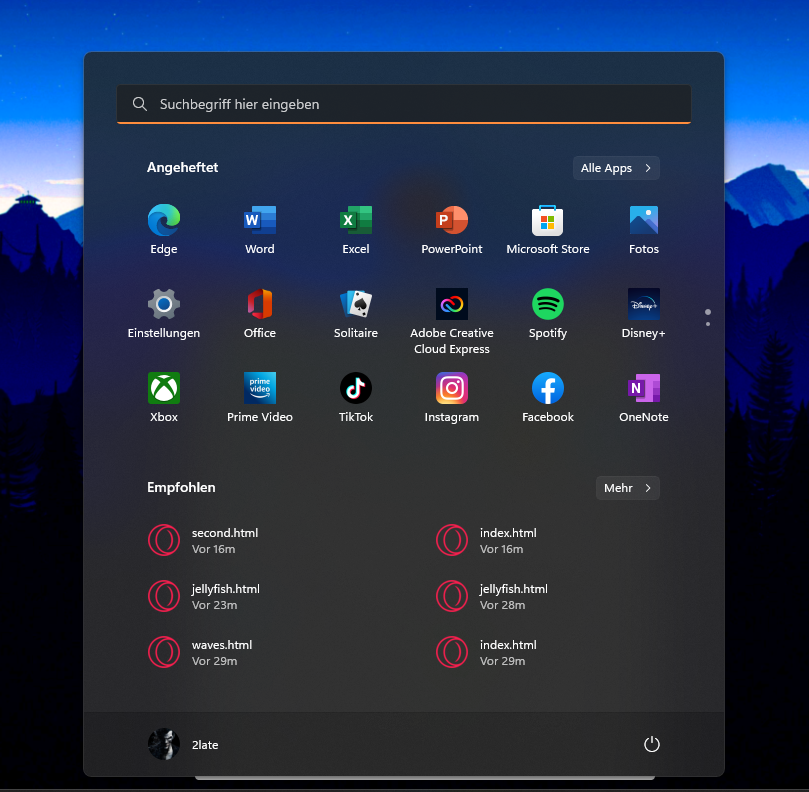 Suchbegriff hier eingeben
Angeheftet
Alle Apps
Edge
Word
Excel
PowerPoint
Microsoft Store
Fotos
Einstellungen
Office
Solitaire
Adobe Creative
Cloud Express
Spotify
Disney+
Xbox
Prime Video
TikTok
Instagram
Facebook
OneNote
Empfohlen
Mehr
second.html
Vor 16m
index.html
Vor 16m
jellyfish.html
Vor 23m
jellyfish.html
Vor 28m
waves.html
Vor 29m
index.html
Vor 29m
2late